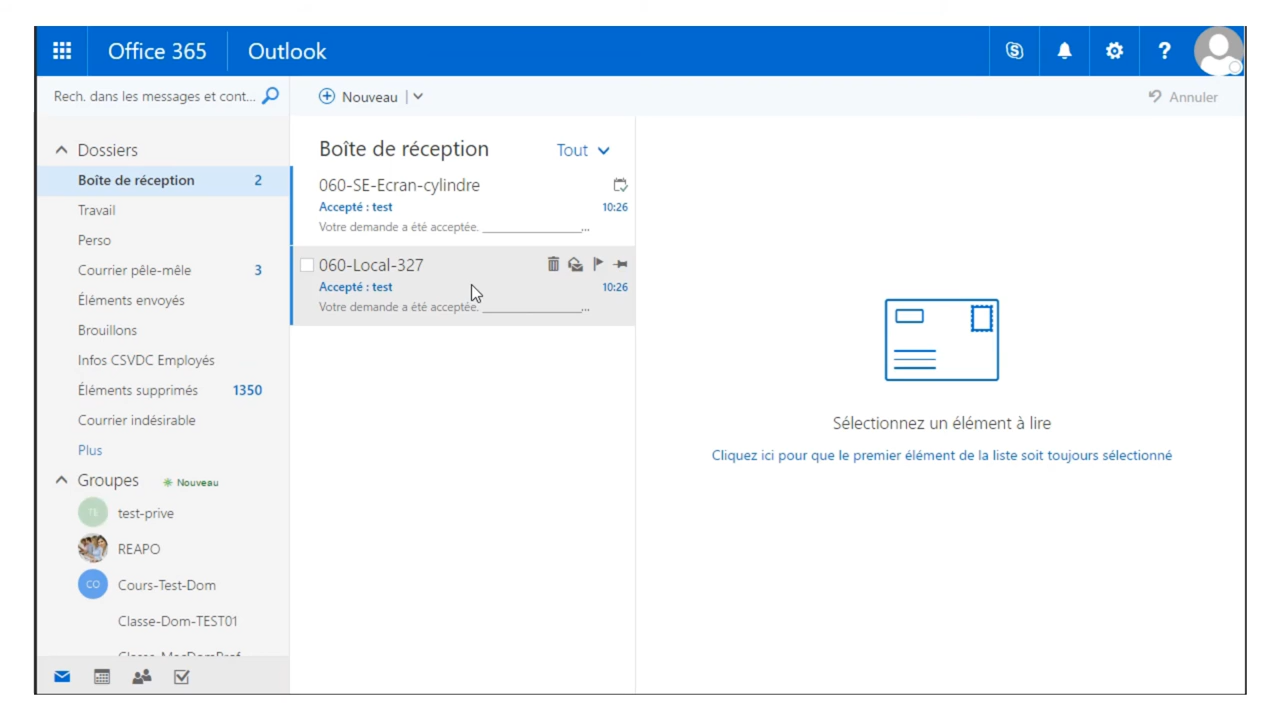 Office 365 Outlook
Rech. dans les messages et cont...
Nouveau
Annuler
Dossiers
Boîte de réception 2
Travail
Perso
Courrier pêle-mêle 3
Éléments envoyés
Brouillons
Infos CSVDC Employés
Éléments supprimés 1350
Courrier indésirable
Plus
Groupes Nouveau
test-prive
REAPO
CO Cours-Test-Dom
Classe-Dom-TEST01
Boîte de réception Tout
060-SE-Ecran-cylindre
Accepté : test 10:26
Votre demande a été acceptée. ____________________...
060-Local-327
Accepté : test 10:26
Votre demande a été acceptée. ____________________...
Sélectionnez un élément à lire
Cliquez ici pour que le premier élément de la liste soit toujours sélectionné